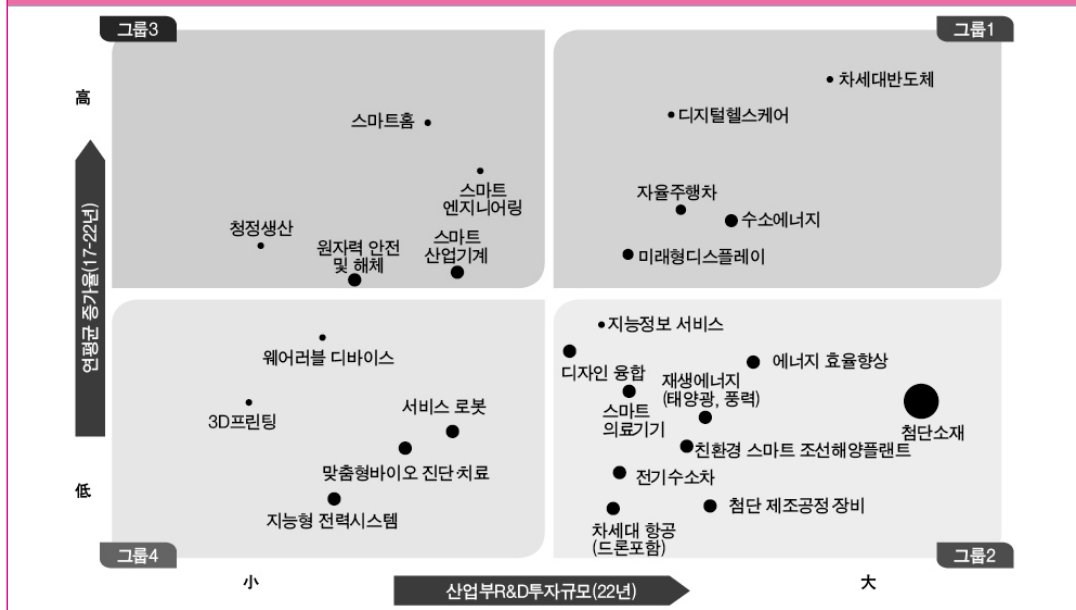 그룹3
그룹1
高
차세대반도체
디지털헬스케어
스마트홈
스마트
엔지니어링
자율주행차
수소에너지
청정생산
원자력 안전
및 해체
스마트
산업기계
미래형디스플레이
연평균 증가율(17-22년)
지능정보 서비스
웨어러블 디바이스
디자인 융합
에너지 효율향상
재생에너지
(태양광, 풍력)
3D프린팅
서비스 로봇
스마트
의료기기
첨단소재
친환경 스마트 조선해양플랜트
맞춤형바이오 진단·치료
전기수소차
低
지능형 전력시스템
첨단 제조공정·장비
차세대 항공
(드론포함)
그룹4
그룹2
小
산업부R&D투자규모(22년)
大